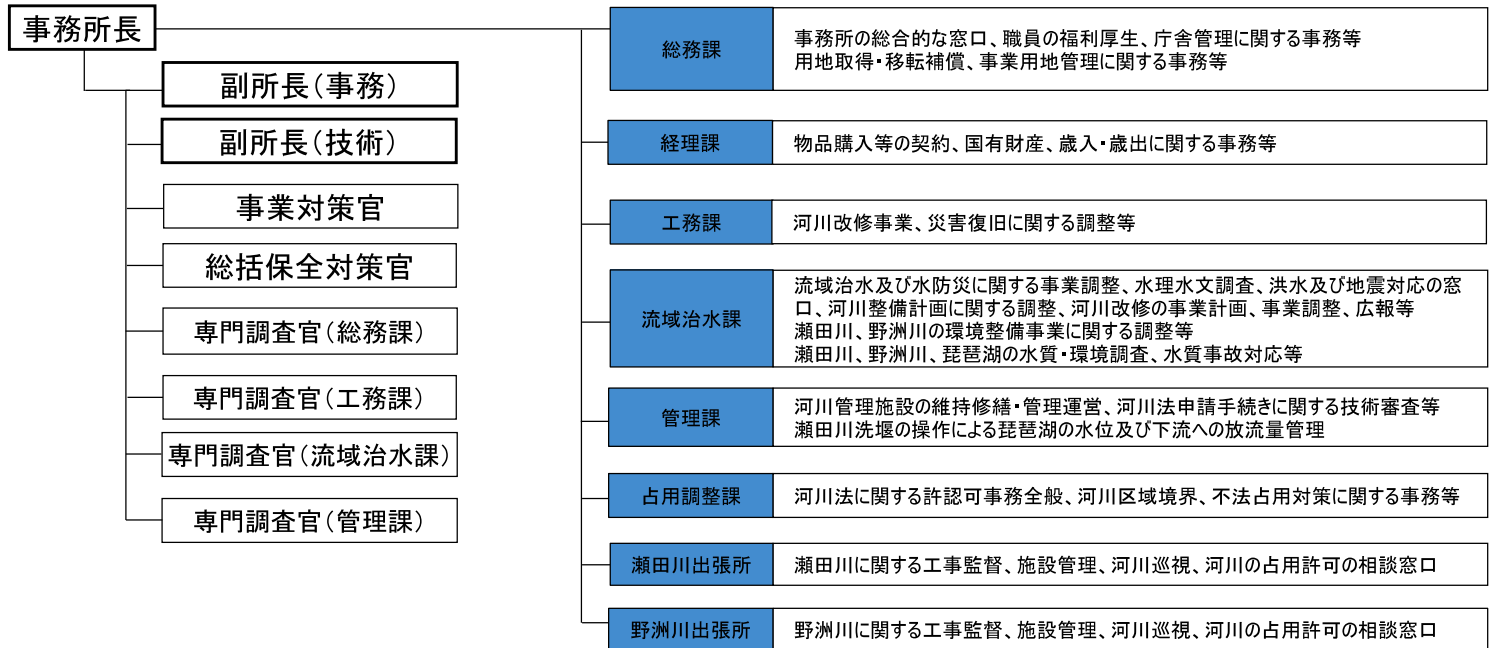 事務所長
副所長(事務)
副所長(技術)
事業対策官
総括保全対策官
専門調査官(総務課)
専門調査官(工務課)
専門調査官(流域治水課)
専門調査官(管理課)
総務課
事務所の総合的な窓口、職員の福利厚生、庁舎管理に関する事務等
用地取得・移転補償、事業用地管理に関する事務等
経理課
物品購入等の契約、国有財産、歳入・歳出に関する事務等
工務課
河川改修事業、災害復旧に関する調整等
流域治水課
流域治水及び水防災に関する事業調整、水理水文調査、洪水及び地震対応の窓
口、河川整備計画に関する調整、河川改修の事業計画、事業調整、広報等
瀬田川、野洲川の環境整備事業に関する調整等
瀬田川、野洲川、琵琶湖の水質・環境調査、水質事故対応等
管理課
河川管理施設の維持修繕・管理運営、河川法申請手続きに関する技術審査等
瀬田川洗堰の操作による琵琶湖の水位及び下流への放流量管理
占用調整課
河川法に関する許認可事務全般、河川区域境界、不法占用対策に関する事務等
瀬田川出張所
瀬田川に関する工事監督、施設管理、河川巡視、河川の占用許可の相談窓口
野洲川出張所
野洲川に関する工事監督、施設管理、河川巡視、河川の占用許可の相談窓口